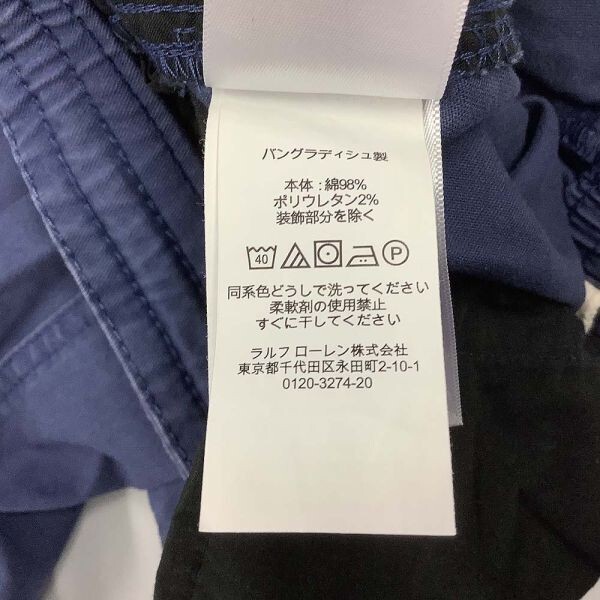 バングラディシュ製
本体:綿98%
ポリウレタン2%
装飾部分を除く
40 P
同系色どうしで洗ってください
柔軟剤の使用禁止
すぐに干してください
ラルフ ローレン株式会社
東京都千代田区永田町2-10-1
0120-3274-20